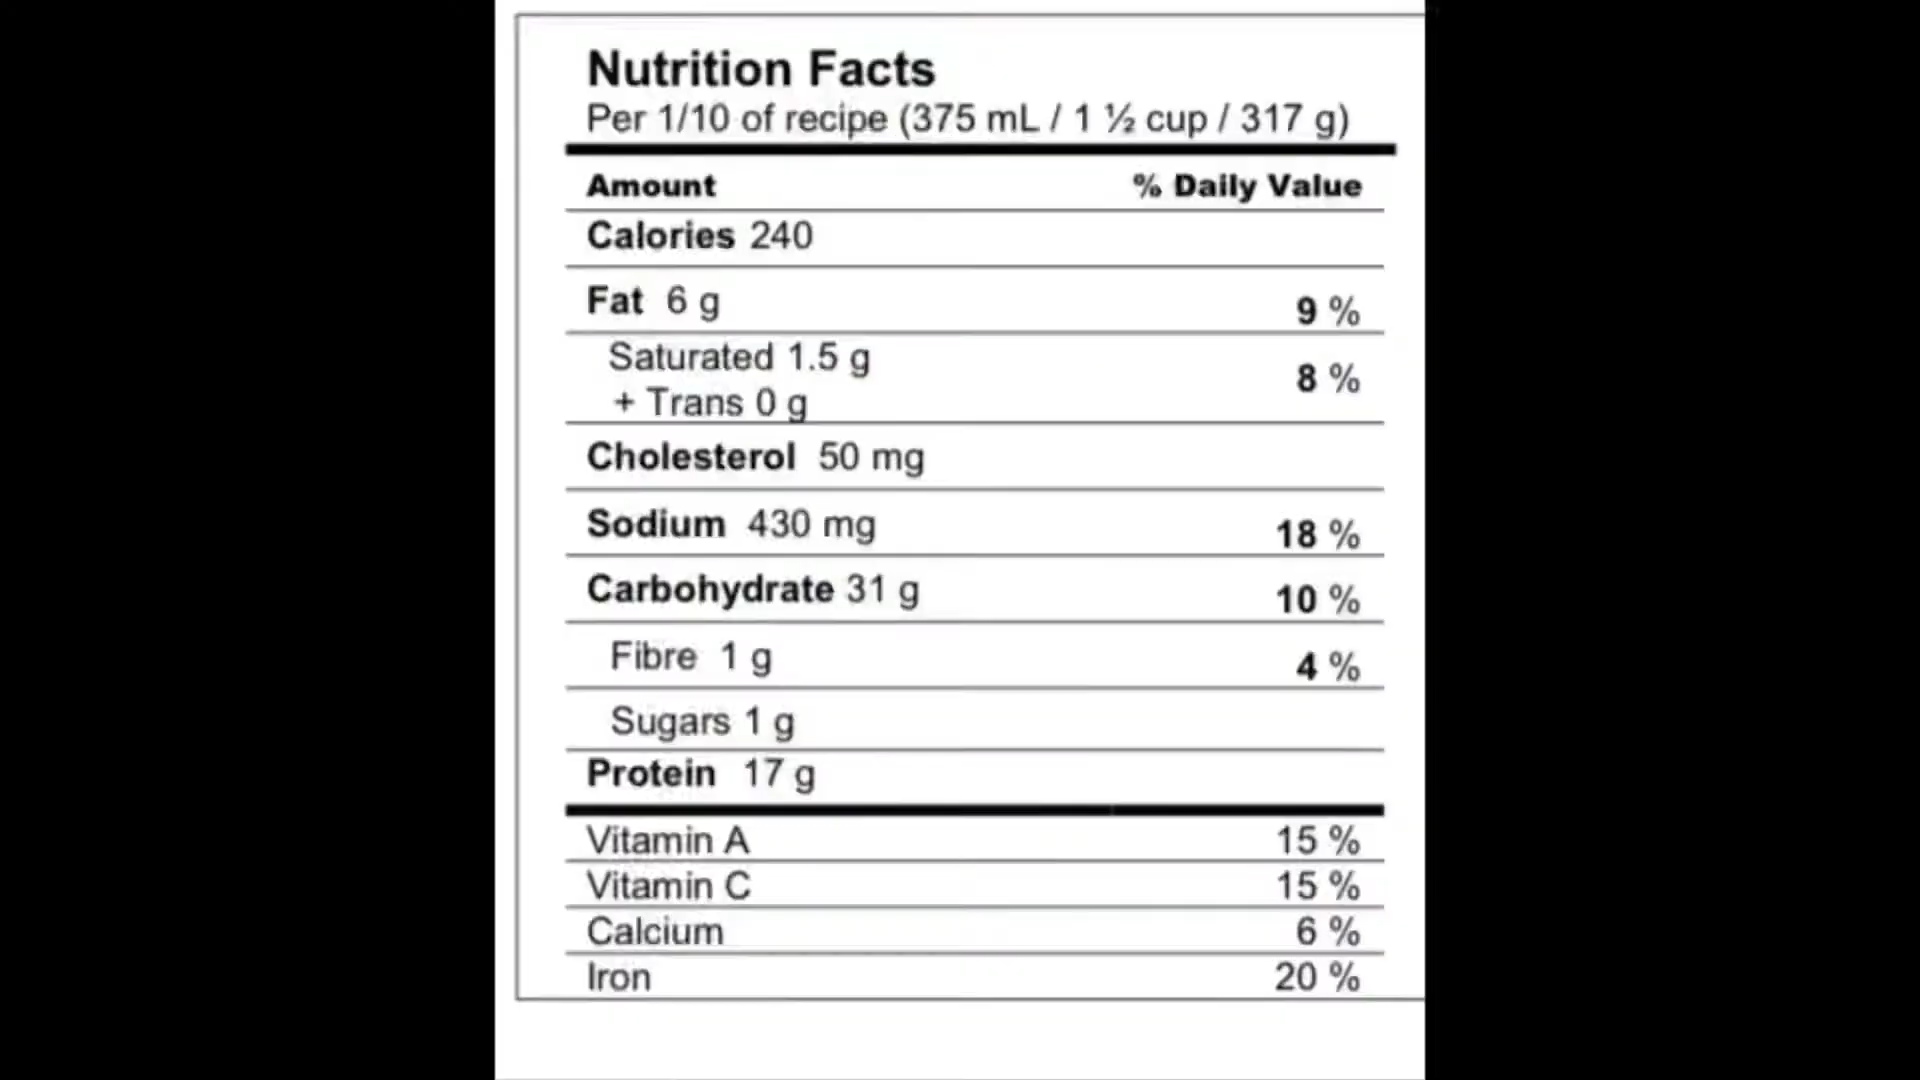 Nutrition Facts
Per 1/10 of recipe (375 mL / 1 ½ cup / 317 g)
Amount % Daily Value
Calories 240
Fat 6 g 9 %
Saturated 1.5 g
+ Trans 0 g 8 %
Cholesterol 50 mg
Sodium 430 mg 18 %
Carbohydrate 31 g 10 %
Fibre 1 g 4 %
Sugars 1 g
Protein 17 g
Vitamin A 15 %
Vitamin C 15 %
Calcium 6 %
Iron 20 %